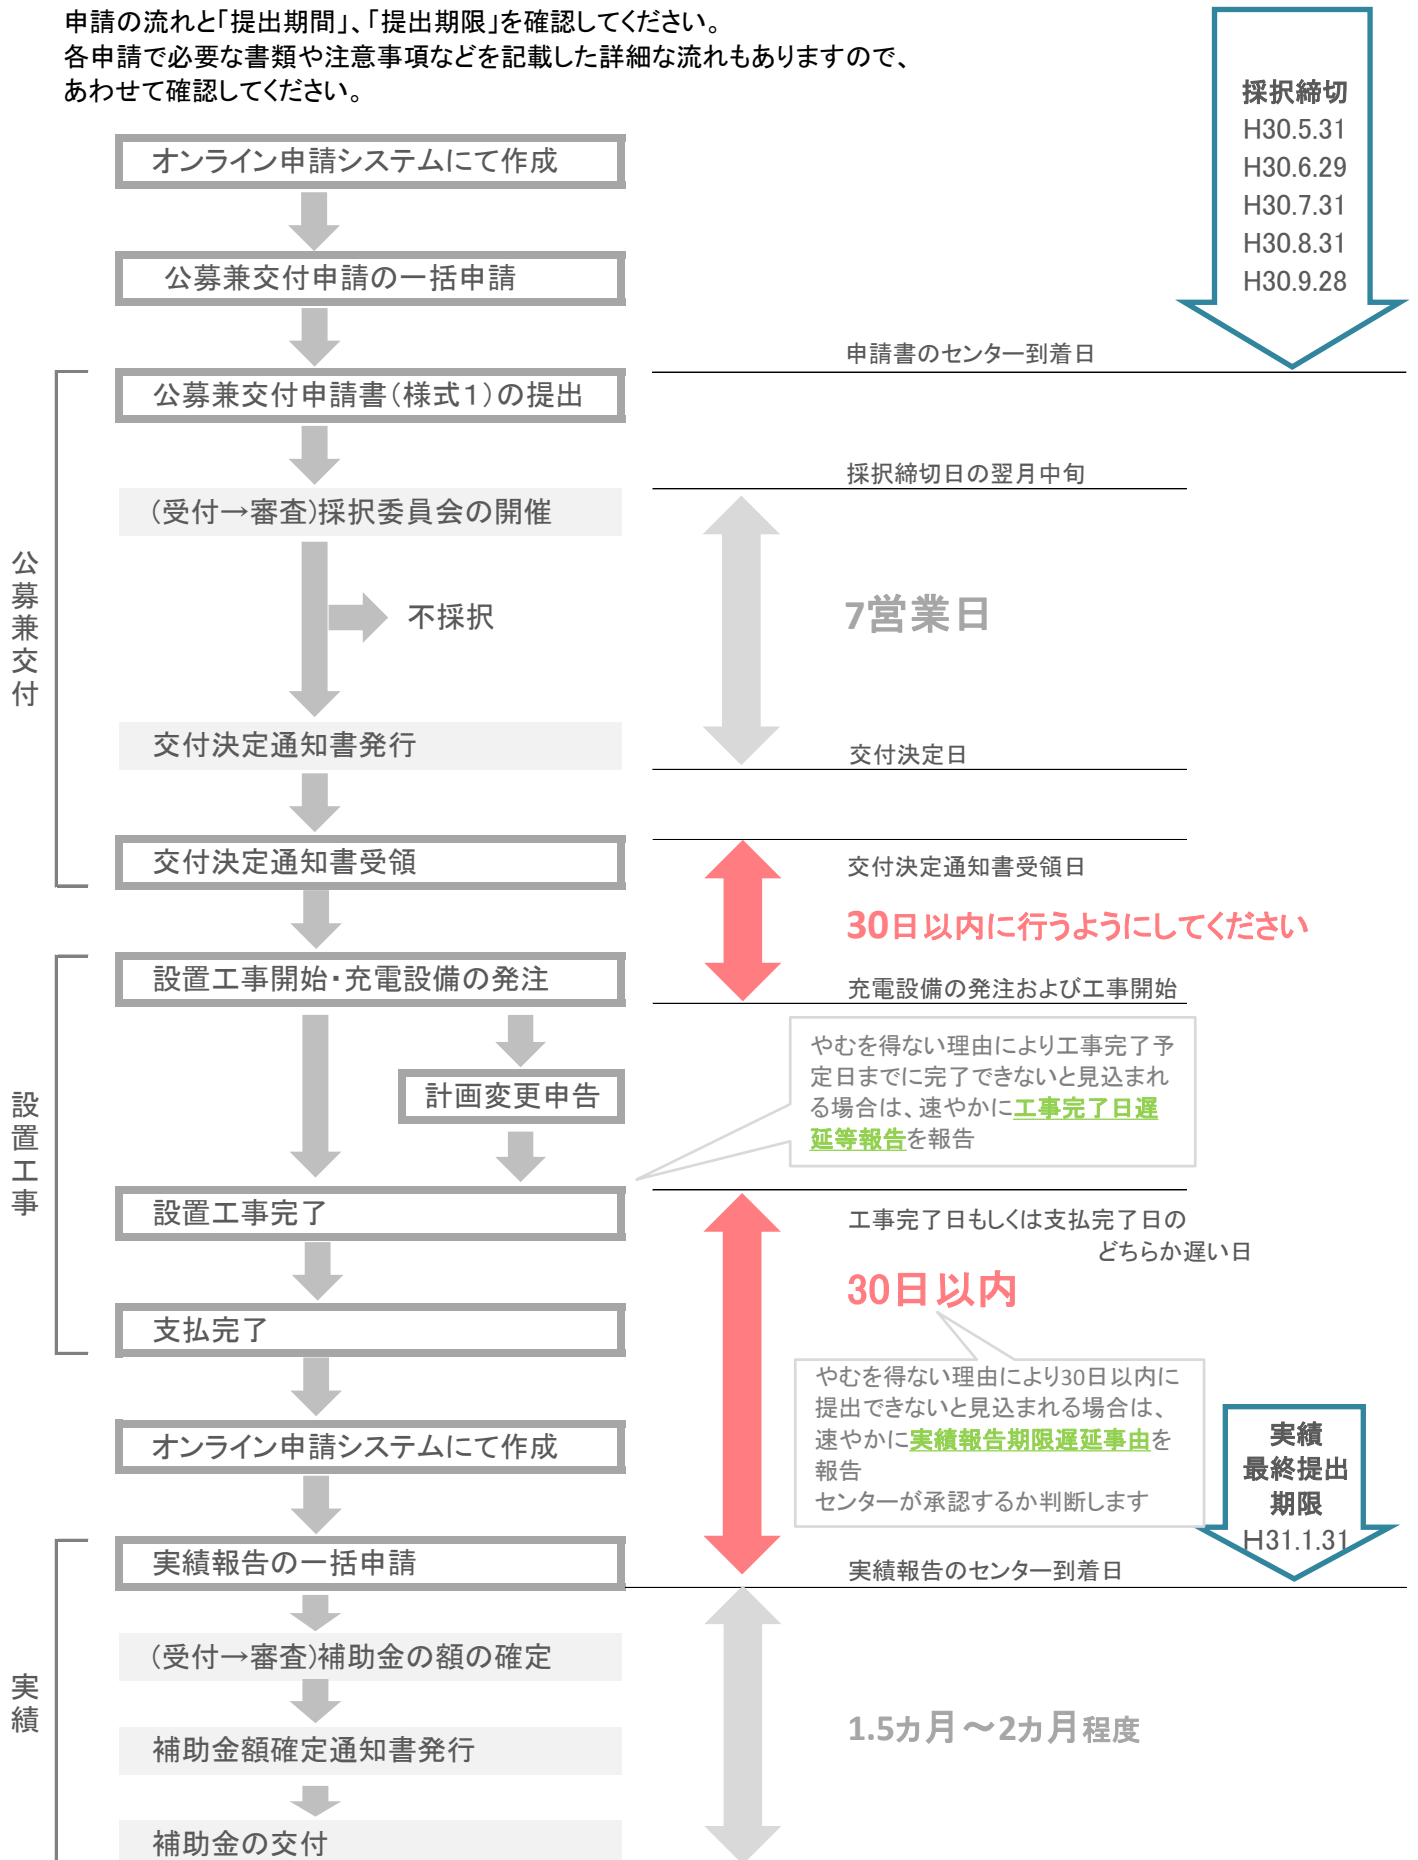 申請の流れと「提出期間」、「提出期限」を確認してください。
各申請で必要な書類や注意事項などを記載した詳細な流れもありますので、
あわせて確認してください。
採択締切
H30.5.31
H30.6.29
H30.7.31
H30.8.31
H30.9.28
オンライン申請システムにて作成
公募兼交付申請の一括申請
申請書のセンター到着日
公募兼交付
公募兼交付申請書(様式1)の提出
採択締切日の翌月中旬
(受付→審査)採択委員会の開催
7営業日
不採択
交付決定通知書発行
交付決定日
交付決定通知書受領
交付決定通知書受領日
30日以内に行うようにしてください
設置工事
設置工事開始・充電設備の発注
充電設備の発注および工事開始
やむを得ない理由により工事完了予
定日までに完了できないと見込まれ
る場合は、速やかに工事完了日遅
延等報告を報告
計画変更申告
設置工事完了
工事完了日もしくは支払完了日の
どちらか遅い日
30日以内
支払完了
やむを得ない理由により30日以内に
提出できないと見込まれる場合は、
速やかに実績報告期限遅延事由を
報告
センターが承認するか判断します
実績
最終提出
期限
H31.1.31
オンライン申請システムにて作成
実績
実績報告の一括申請
実績報告のセンター到着日
(受付→審査)補助金の額の確定
1.5カ月~2カ月程度
補助金額確定通知書発行
補助金の交付